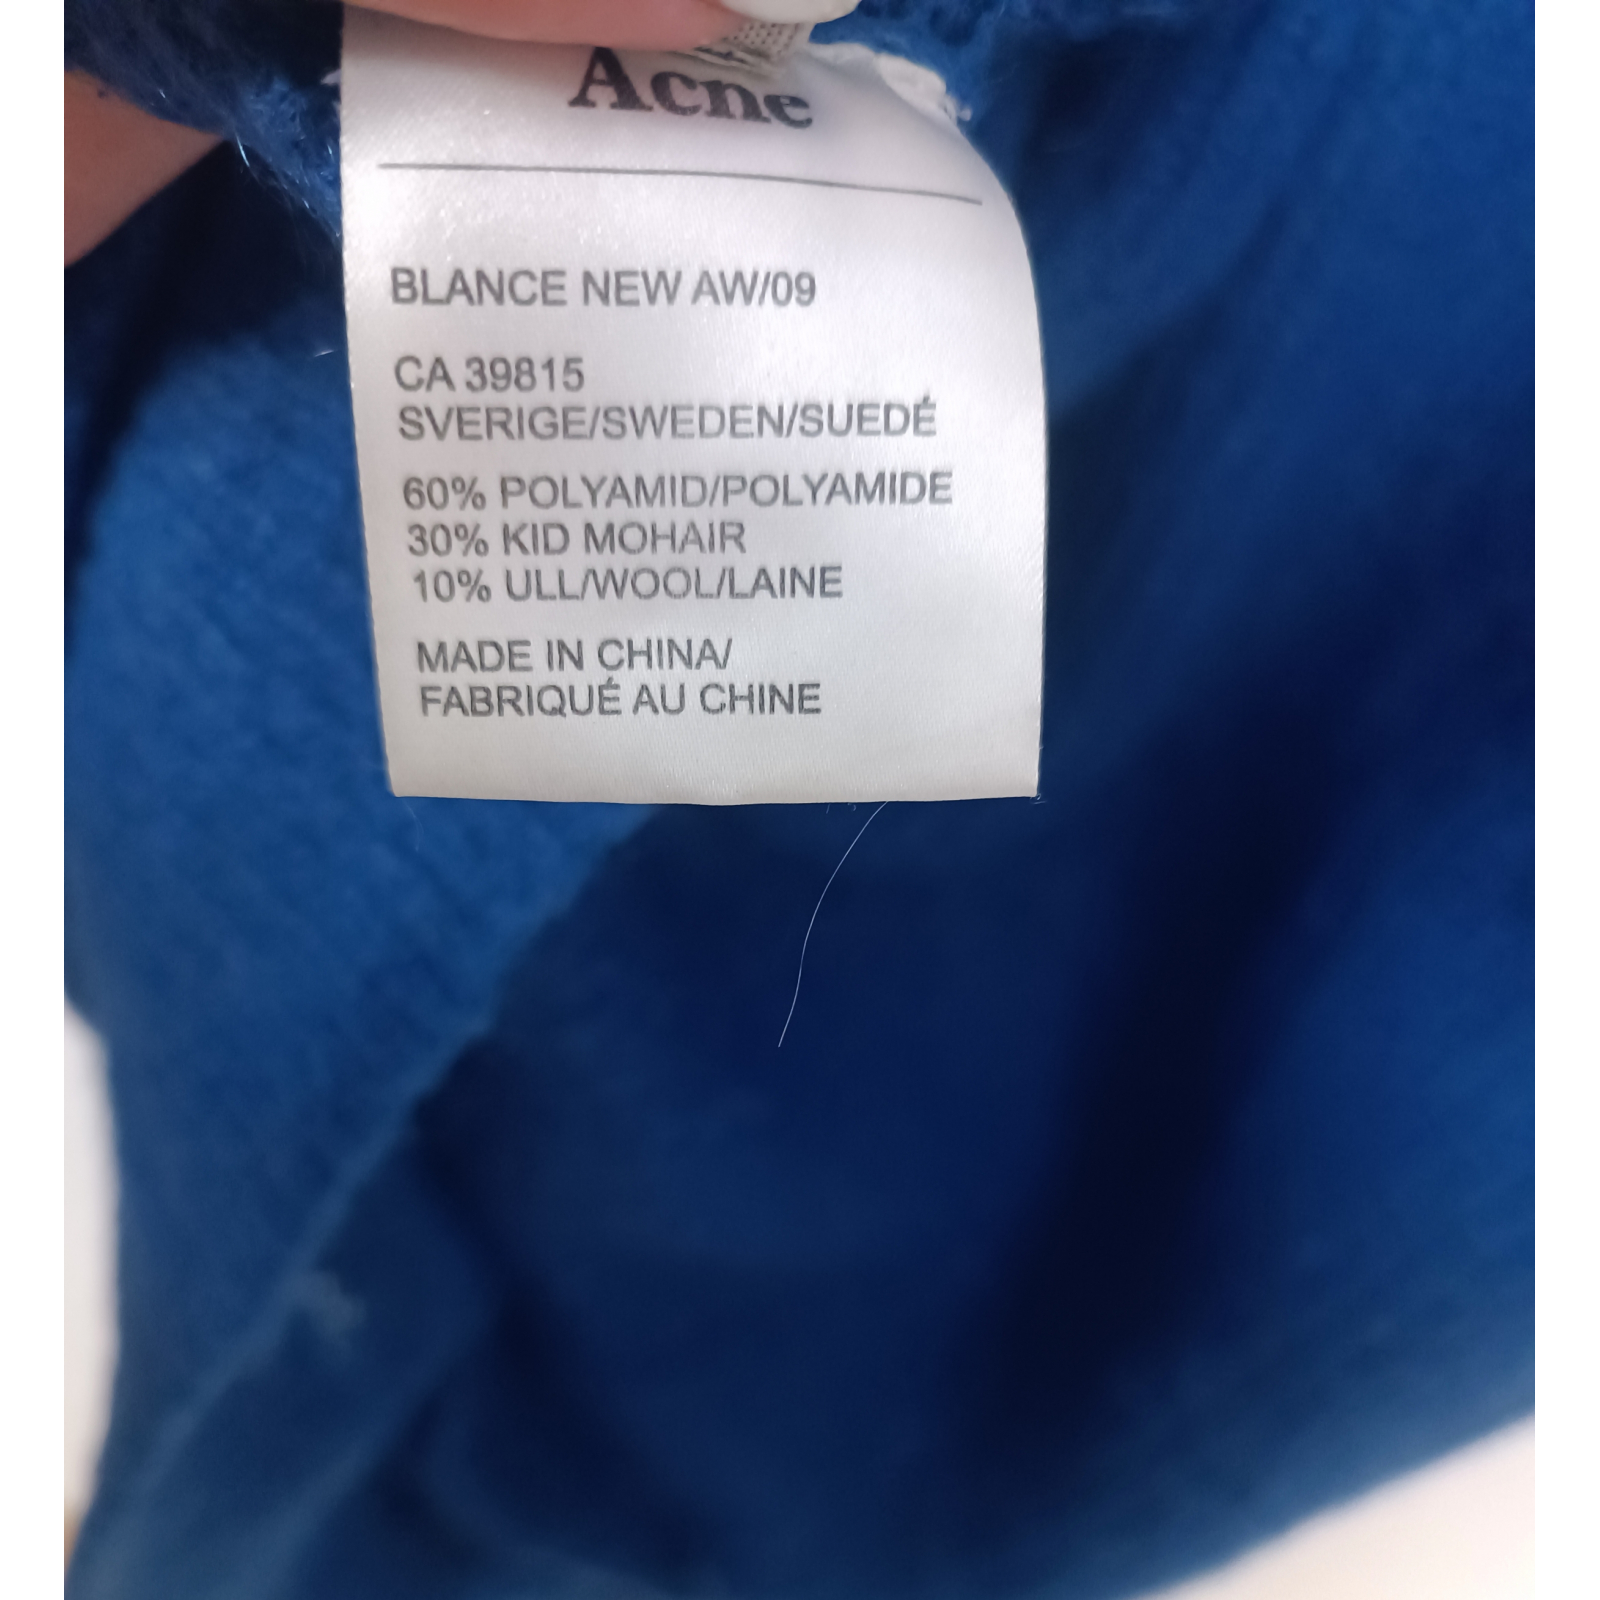 Acne
BLANCE NEW AW/09
CA 39815
SVERIGE/SWEDEN/SUEDÉ
60% POLYAMID/POLYAMIDE
30% KID MOHAIR
10% ULL/WOOL/LAINE
MADE IN CHINA/
FABRIQUÉ AU CHINE